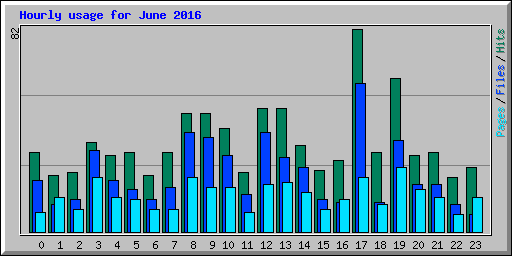 Hourly usage for June 2016
82
Pages / Files / Hits
0 1 2 3 4 5 6 7 8 9 10 11 12 13 14 15 16 17 18 19 20 21 22 23